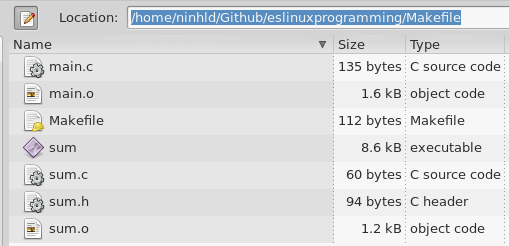 Location: /home/ninhld/Github/eslinuxprogramming/Makefile
Name Size Type
main.c 135 bytes C source code
main.o 1.6 kB object code
Makefile 112 bytes Makefile
sum 8.6 kB executable
sum.c 60 bytes C source code
sum.h 94 bytes C header
sum.o 1.2 kB object code